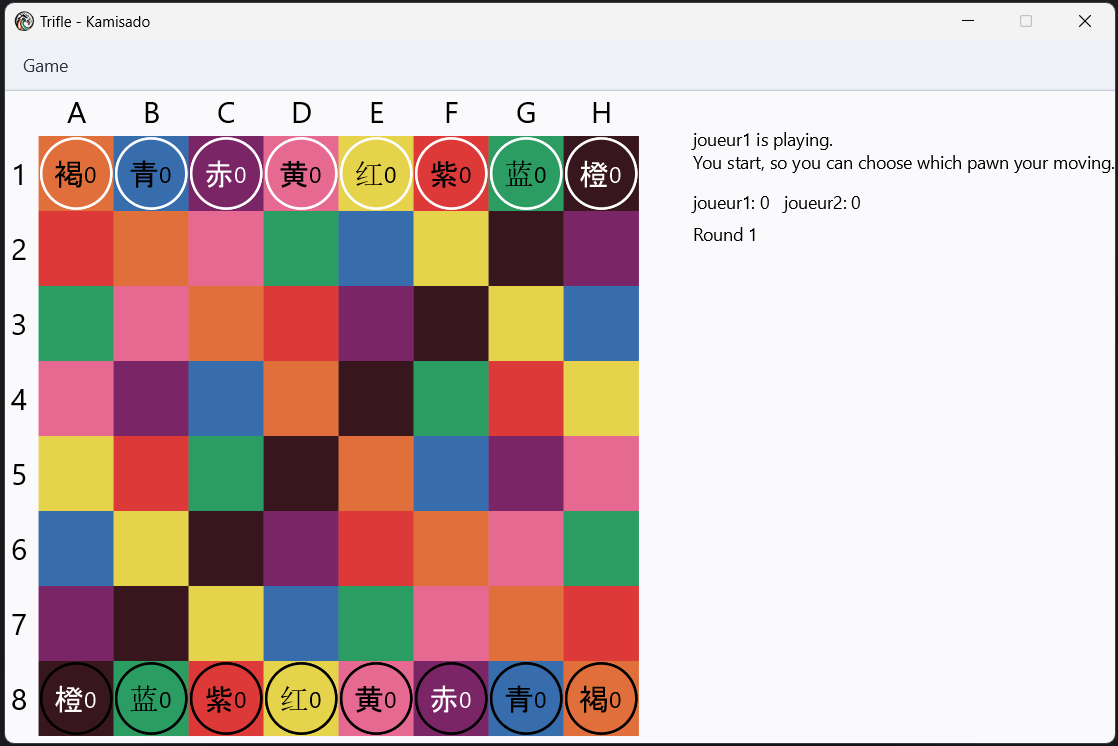 Trifle - Kamisado
Game
A B C D E F G H
1 褐0 青0 赤0 黄0 红0 紫0 蓝0 橙0
2
3
4
5
6
7
8 橙0 蓝0 紫0 红0 黄0 赤0 青0 褐0
joueur1 is playing.
You start, so you can choose which pawn your moving.
joueur1: 0 joueur2: 0
Round 1